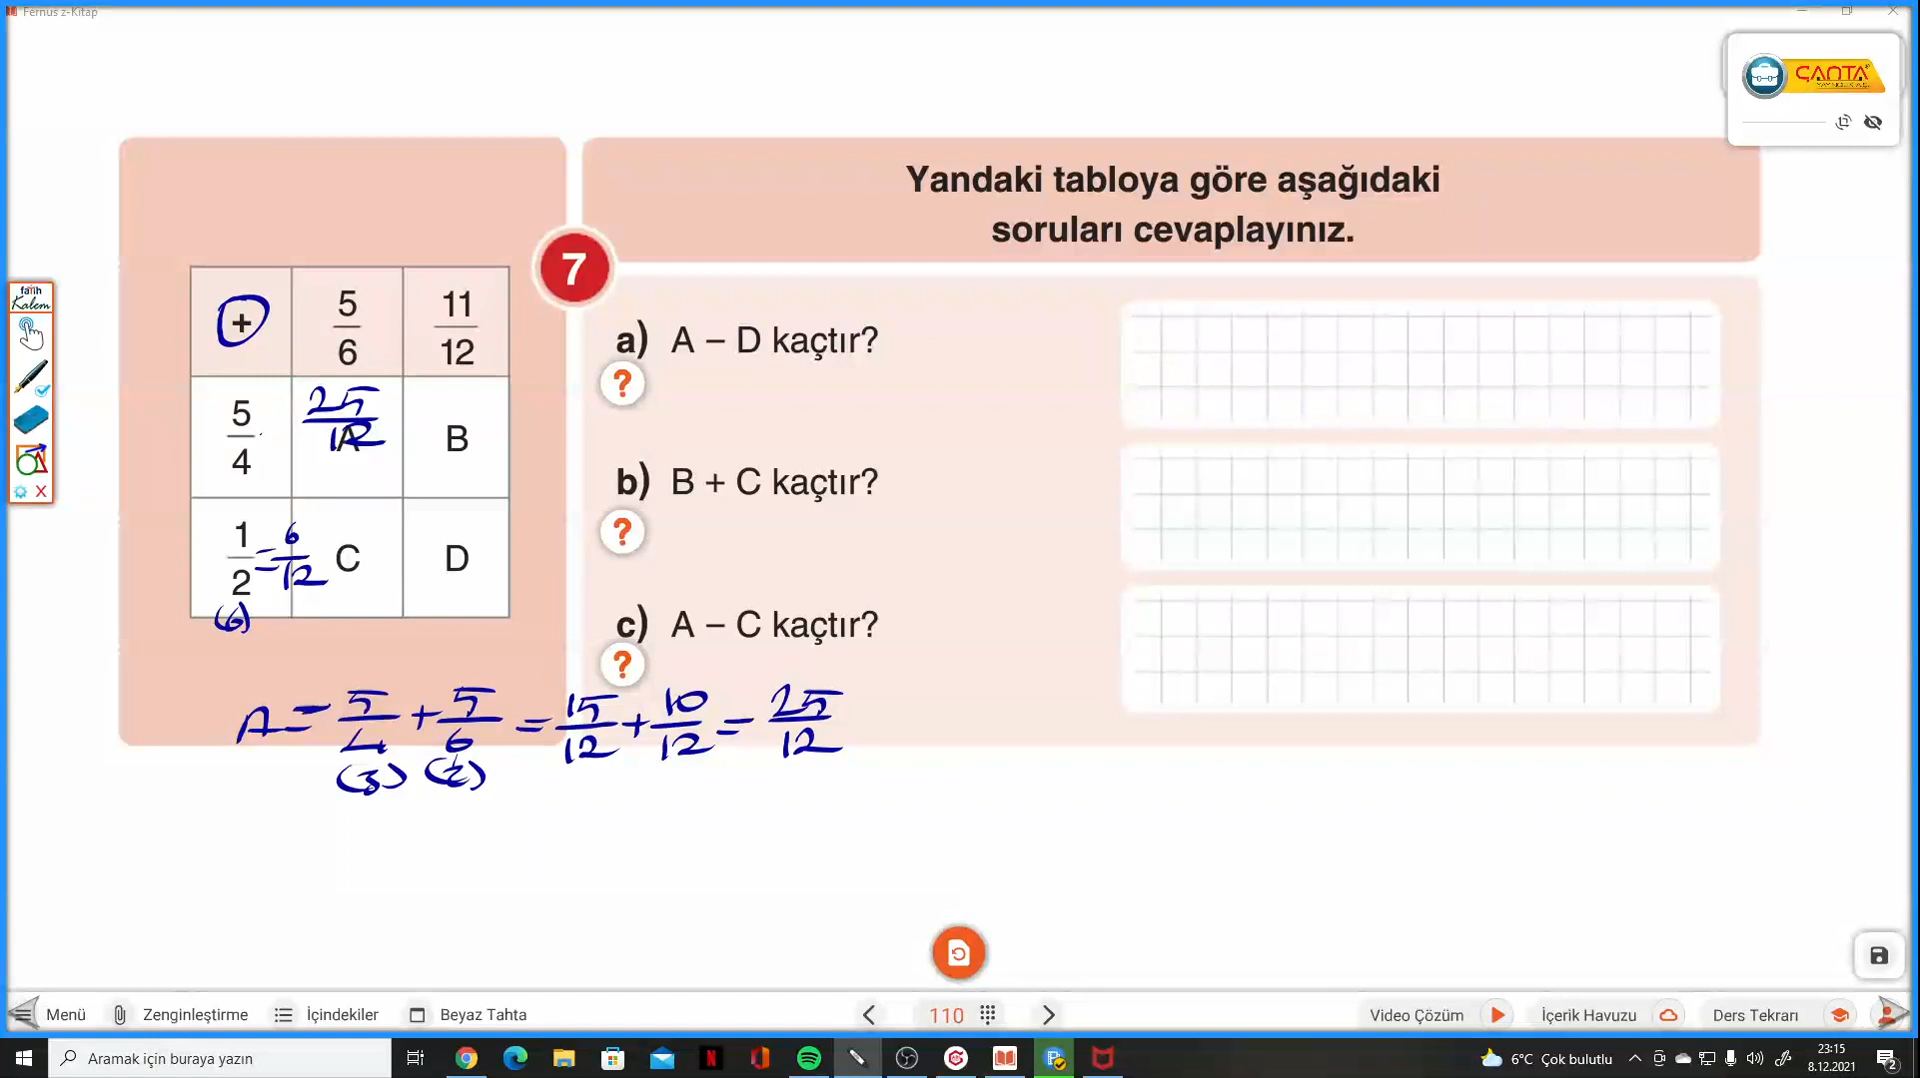 Fernus z-Kitap
ÇANTA
Yandaki tabloya göre aşağıdaki
soruları cevaplayınız.
7
+ 5/6 11/12
5/4 25/12 A B
1/2 = 6/12 C D
(6)
a) A – D kaçtır?
?
b) B + C kaçtır?
?
c) A – C kaçtır?
?
A = 5/4 + 5/6 = 15/12 + 10/12 = 25/12
(3) (2)
fatih
Kalem
X
Menü Zenginleştirme İçindekiler Beyaz Tahta 110 Video Çözüm İçerik Havuzu Ders Tekrarı
Aramak için buraya yazın
6°C Çok bulutlu
23:15
8.12.2021
2